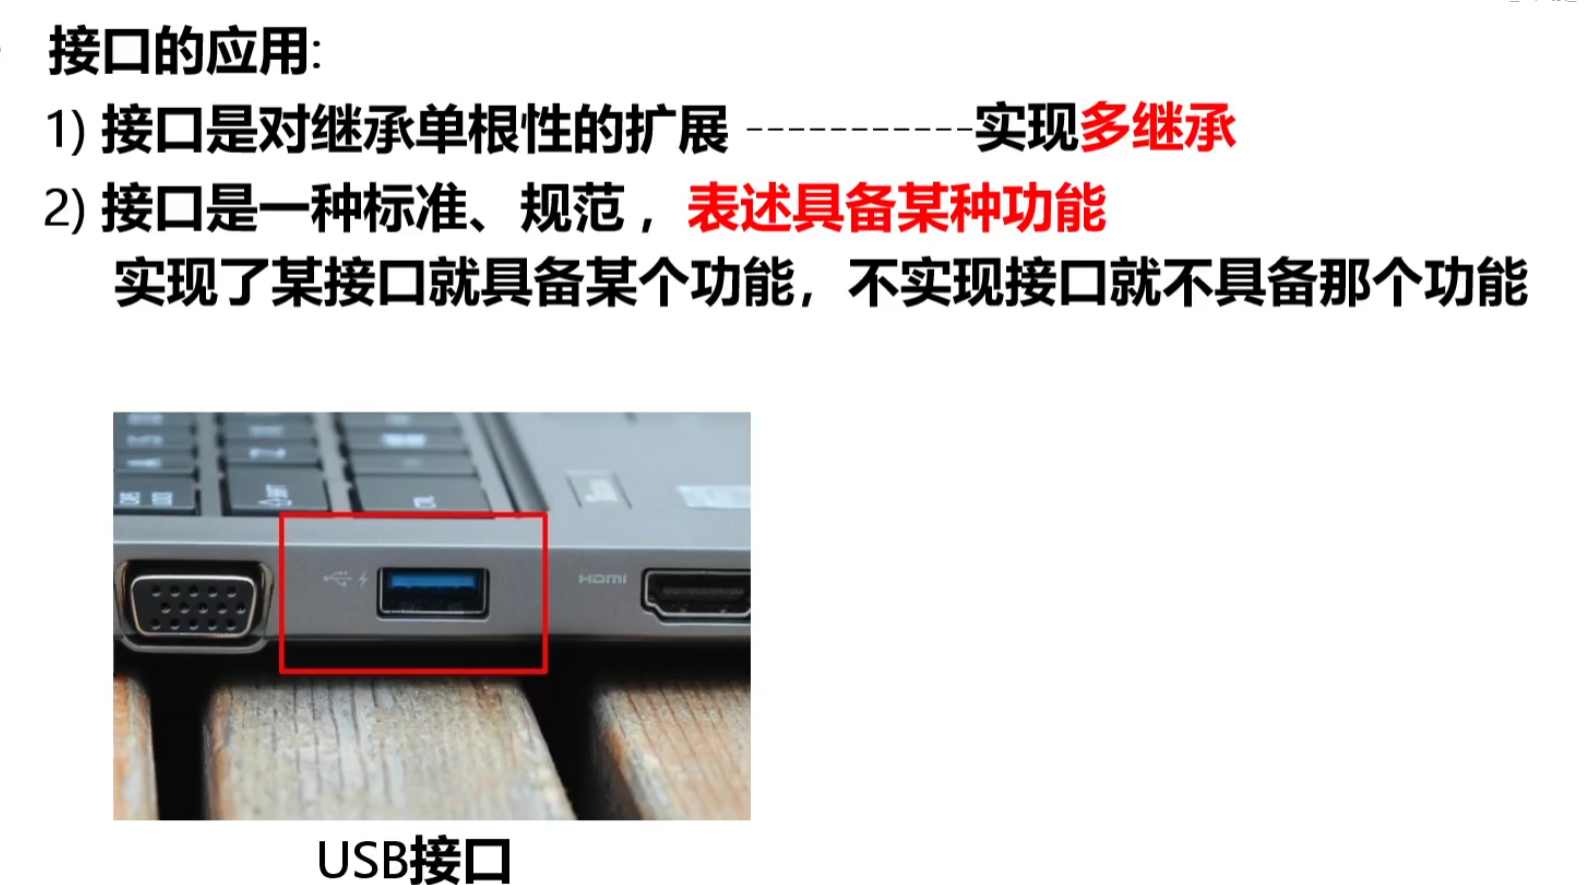 接口的应用:
1) 接口是对继承单根性的扩展 -----------实现多继承
2) 接口是一种标准、规范，表述具备某种功能
实现了某接口就具备某个功能，不实现接口就不具备那个功能
CTRL
HDMI
USB接口